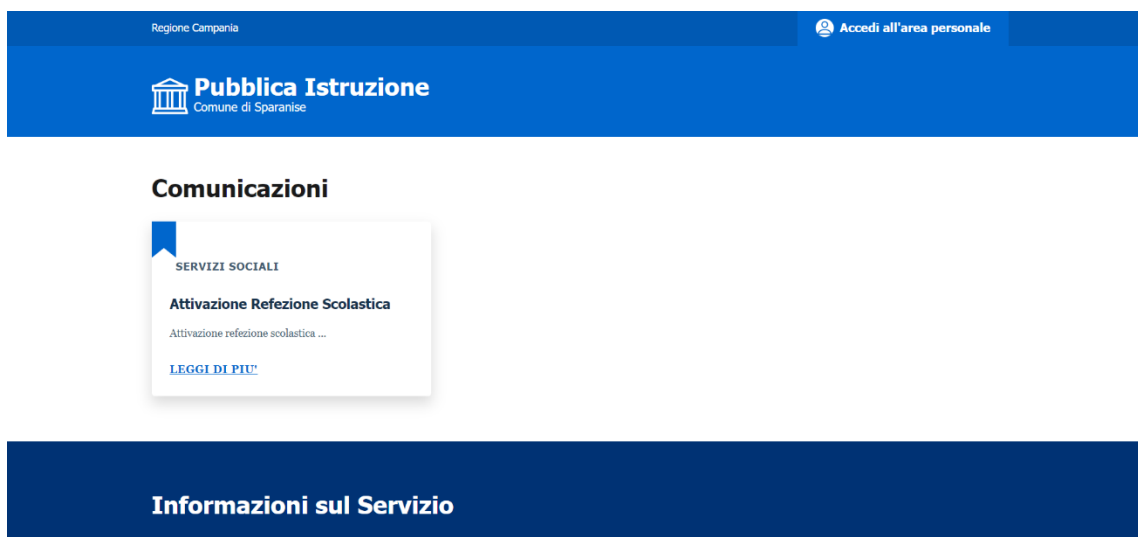 Regione Campania
Accedi all'area personale
Pubblica Istruzione
Comune di Sparanise
Comunicazioni
SERVIZI SOCIALI
Attivazione Refezione Scolastica
Attivazione refezione scolastica ...
LEGGI DI PIU'
Informazioni sul Servizio